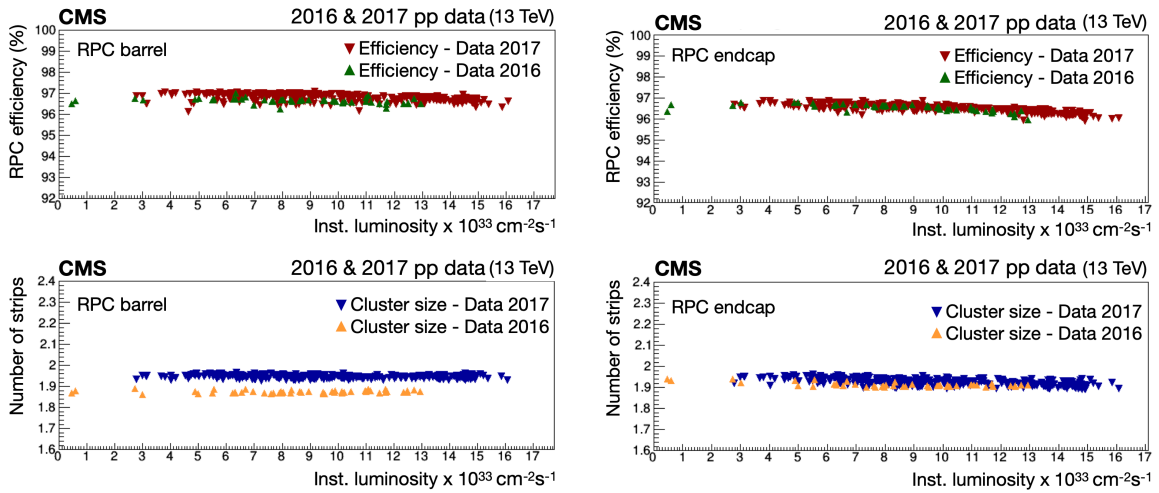 CMS 2016 & 2017 pp data (13 TeV)
RPC efficiency (%)
100
99
98
97
96
95
94
93
92
RPC barrel
Efficiency - Data 2017
Efficiency - Data 2016
0 1 2 3 4 5 6 7 8 9 10 11 12 13 14 15 16 17
Inst. luminosity x 10³³ cm-2s-1
CMS 2016 & 2017 pp data (13 TeV)
RPC efficiency (%)
100
99
98
97
96
95
94
93
92
RPC endcap
Efficiency - Data 2017
Efficiency - Data 2016
0 1 2 3 4 5 6 7 8 9 10 11 12 13 14 15 16 17
Inst. luminosity x 10³³ cm-2s-1
CMS 2016 & 2017 pp data (13 TeV)
Number of strips
2.4
2.3
2.2
2.1
2
1.9
1.8
1.7
1.6
RPC barrel
Cluster size - Data 2017
Cluster size - Data 2016
0 1 2 3 4 5 6 7 8 9 10 11 12 13 14 15 16 17
Inst. luminosity x 10³³ cm-2s-1
CMS 2016 & 2017 pp data (13 TeV)
Number of strips
2.4
2.3
2.2
2.1
2
1.9
1.8
1.7
1.6
RPC endcap
Cluster size - Data 2017
Cluster size - Data 2016
0 1 2 3 4 5 6 7 8 9 10 11 12 13 14 15 16 17
Inst. luminosity x 10³³ cm-2s-1